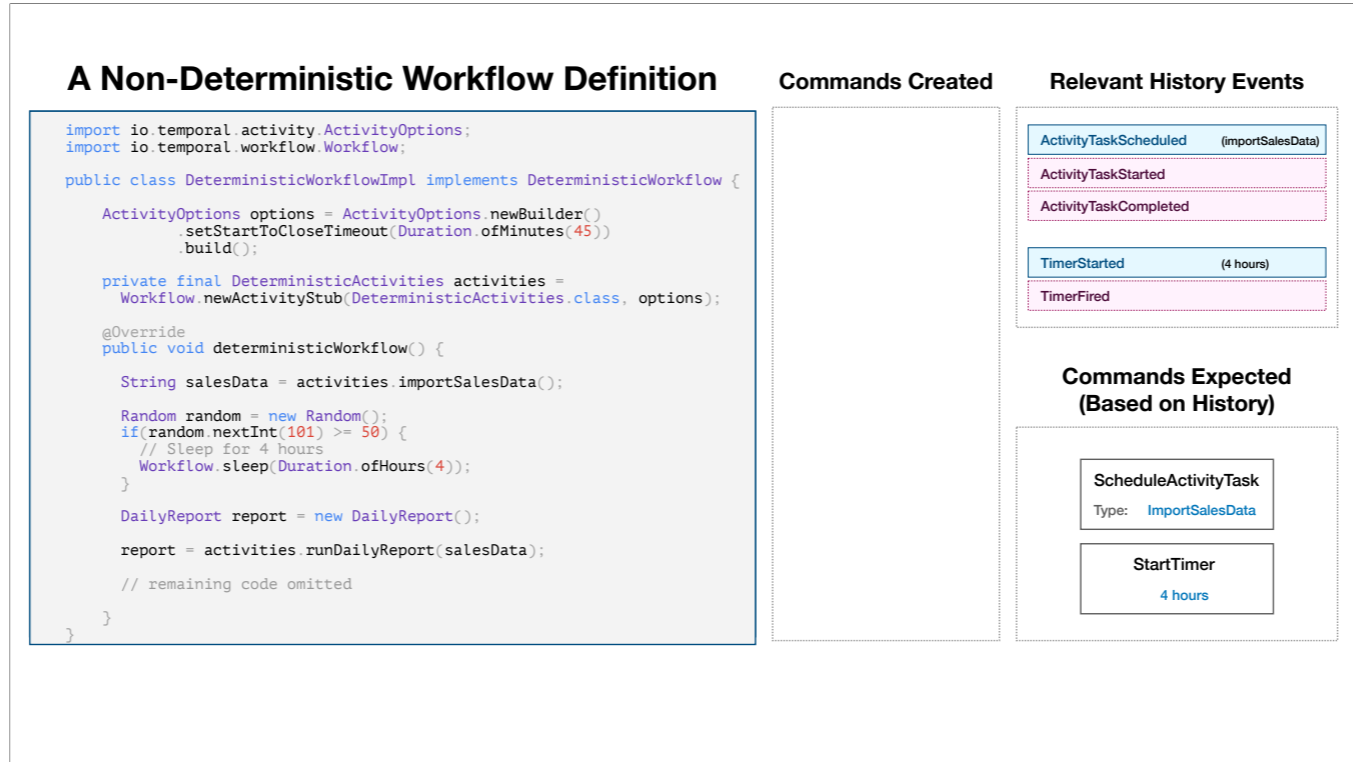 A Non-Deterministic Workflow Definition
import io.temporal.activity.ActivityOptions;
import io.temporal.workflow.Workflow;
public class DeterministicWorkflowImpl implements DeterministicWorkflow {
ActivityOptions options = ActivityOptions.newBuilder()
.setStartToCloseTimeout(Duration.ofMinutes(45))
.build();
private final DeterministicActivities activities =
Workflow.newActivityStub(DeterministicActivities.class, options);
@Override
public void deterministicWorkflow() {
String salesData = activities.importSalesData();
Random random = new Random();
if(random.nextInt(101) >= 50) {
// Sleep for 4 hours
Workflow.sleep(Duration.ofHours(4));
}
DailyReport report = new DailyReport();
report = activities.runDailyReport(salesData);
// remaining code omitted
}
}
Commands Created
Relevant History Events
ActivityTaskScheduled (importSalesData)
ActivityTaskStarted
ActivityTaskCompleted
TimerStarted (4 hours)
TimerFired
Commands Expected
(Based on History)
ScheduleActivityTask
Type: ImportSalesData
StartTimer
4 hours